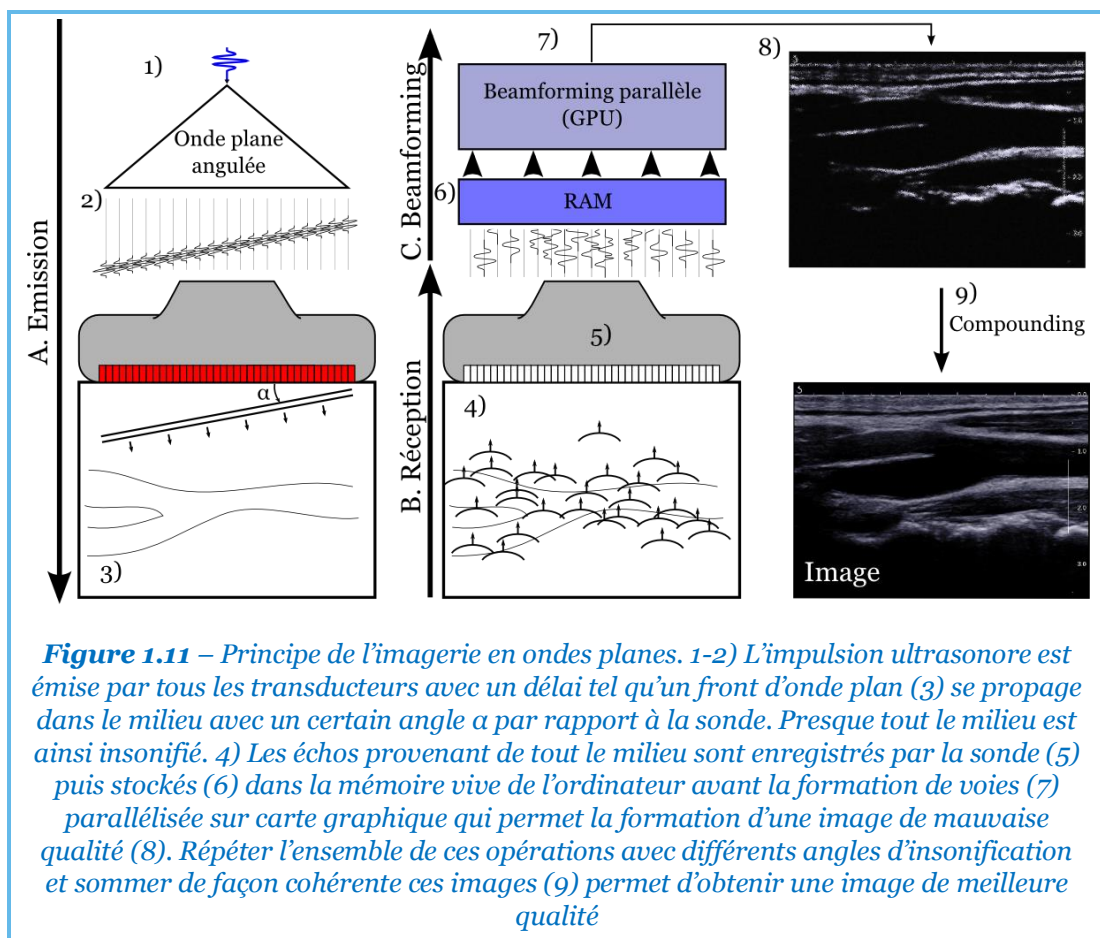 1)
Onde plane
angulée
2)
A. Emission
α
3)
7)
Beamforming parallèle
(GPU)
6)
RAM
C. Beamforming
5)
4)
B. Réception
8)
9)
Compounding
Image
Figure 1.11 – Principe de l’imagerie en ondes planes. 1-2) L’impulsion ultrasonore est
émise par tous les transducteurs avec un délai tel qu’un front d’onde plan (3) se propage
dans le milieu avec un certain angle α par rapport à la sonde. Presque tout le milieu est
ainsi insonifié. 4) Les échos provenant de tout le milieu sont enregistrés par la sonde (5)
puis stockés (6) dans la mémoire vive de l’ordinateur avant la formation de voies (7)
parallélisée sur carte graphique qui permet la formation d’une image de mauvaise
qualité (8). Répéter l’ensemble de ces opérations avec différents angles d’insonification
et sommer de façon cohérente ces images (9) permet d’obtenir une image de meilleure
qualité